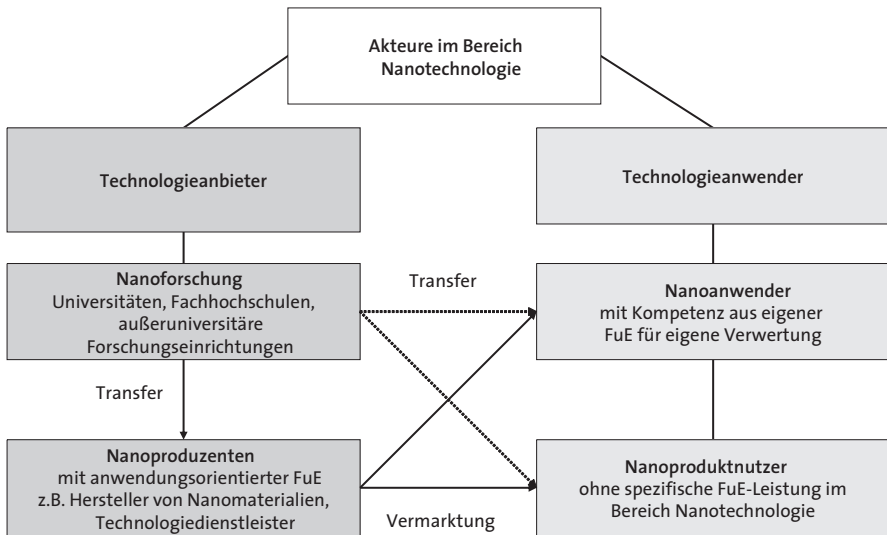 Akteure im Bereich
Nanotechnologie
Technologieanbieter
Technologieanwender
Nanoforschung
Universitäten, Fachhochschulen,
außeruniversitäre
Forschungseinrichtungen
Transfer
Nanoanwender
mit Kompetenz aus eigener
FuE für eigene Verwertung
Transfer
Nanoproduzenten
mit anwendungsorientierter FuE
z.B. Hersteller von Nanomaterialien,
Technologiedienstleister
Vermarktung
Nanoproduktnutzer
ohne spezifische FuE-Leistung im
Bereich Nanotechnologie